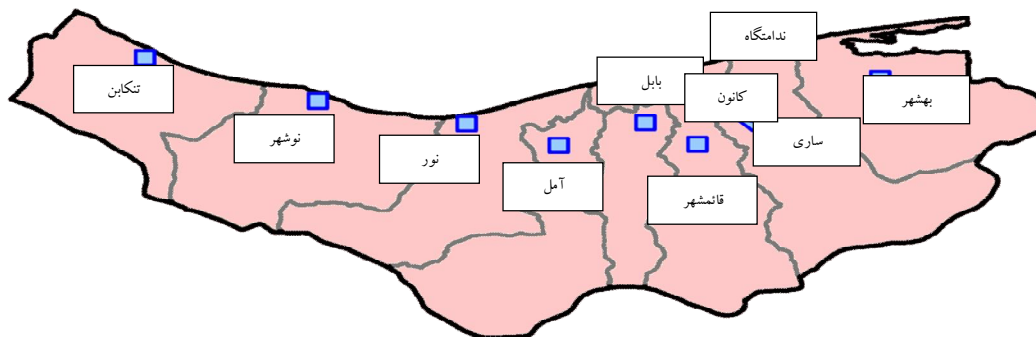 ندامتگاه
تنکابن
بابل
کانون
بهشهر
نوشهر
نور
ساری
آمل
قائمشهر